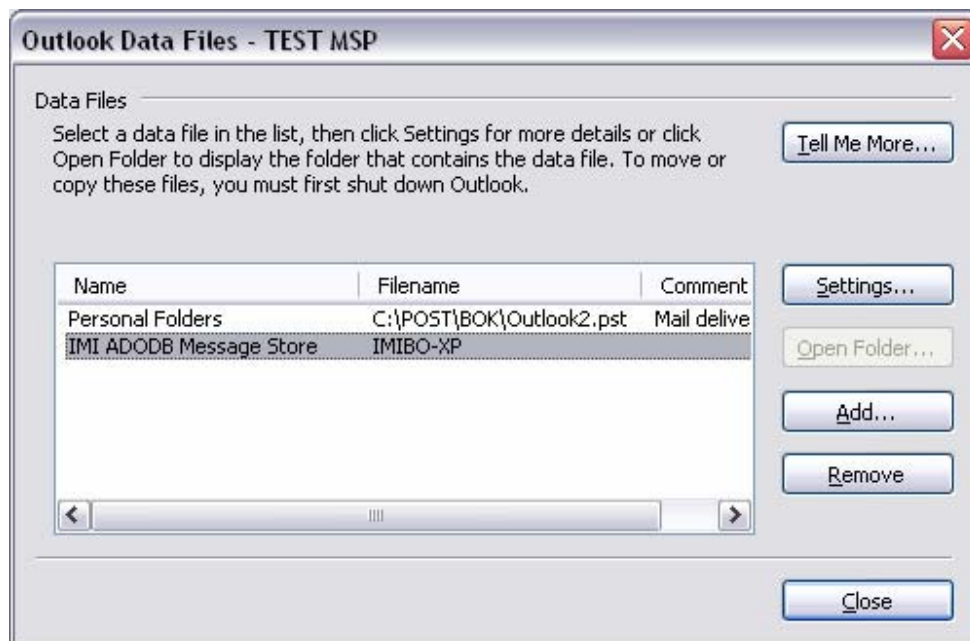 Outlook Data Files - TEST MSP
Data Files
Select a data file in the list, then click Settings for more details or click
Open Folder to display the folder that contains the data file. To move or
copy these files, you must first shut down Outlook.
Tell Me More...
Name Filename Comment
Personal Folders C:\POST\BOK\Outlook2.pst Mail delive
IMI ADODB Message Store IMIBO-XP
Settings...
Open Folder...
Add...
Remove
Close